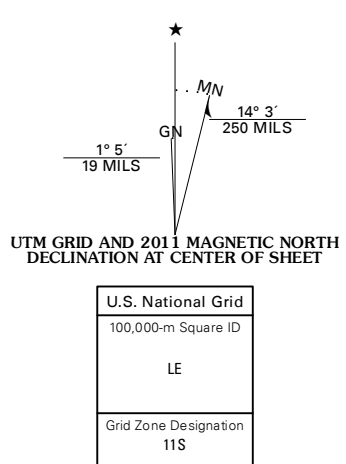 ★
MN
GN
14° 3´
250 MILS
1° 5´
19 MILS
UTM GRID AND 2011 MAGNETIC NORTH
DECLINATION AT CENTER OF SHEET
U.S. National Grid
100,000-m Square ID
LE
Grid Zone Designation
11S